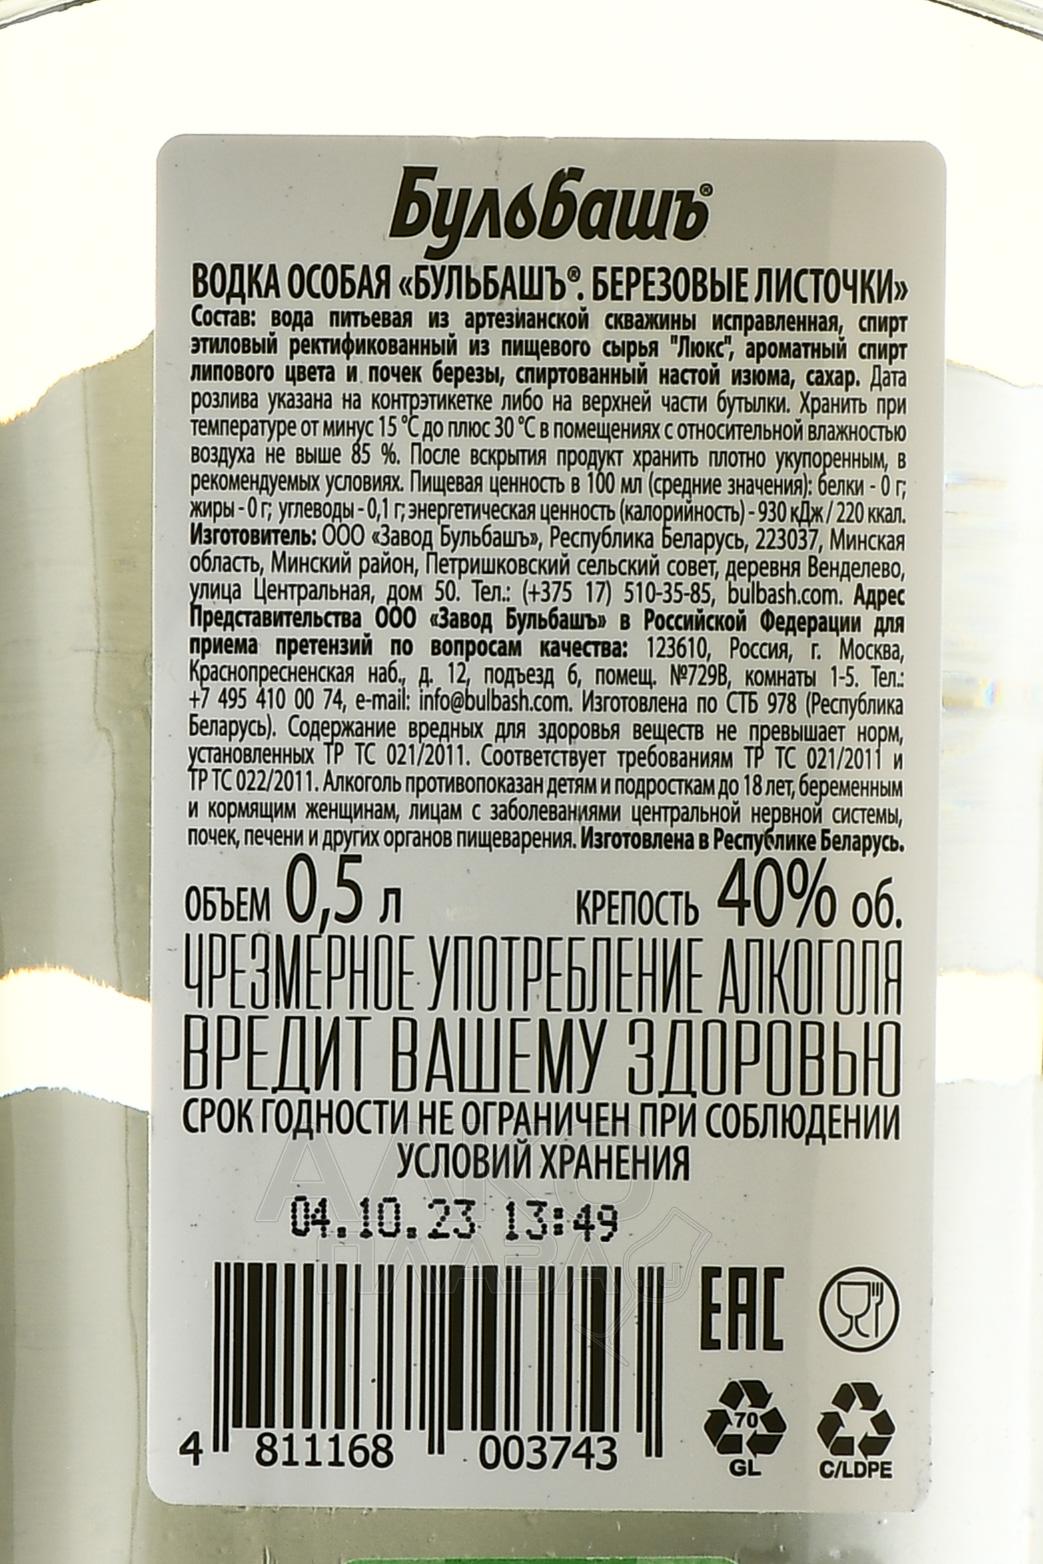 Бульбашъ®
ВОДКА ОСОБАЯ «БУЛЬБАШЪ®. БЕРЕЗОВЫЕ ЛИСТОЧКИ»
Состав: вода питьевая из артезианской скважины исправленная, спирт
этиловый ректификованный из пищевого сырья "Люкс", ароматный спирт
липового цвета и почек березы, спиртованный настой изюма, сахар. Дата
розлива указана на контрэтикетке либо на верхней части бутылки. Хранить при
температуре от минус 15 °С до плюс 30 °С в помещениях с относительной влажностью
воздуха не выше 85 %. После вскрытия продукт хранить плотно укупоренным, в
рекомендуемых условиях. Пищевая ценность в 100 мл (средние значения): белки - 0 г;
жиры - 0 г; углеводы - 0,1 г; энергетическая ценность (калорийность) - 930 кДж / 220 ккал.
Изготовитель: ООО «Завод Бульбашъ», Республика Беларусь, 223037, Минская
область, Минский район, Петришковский сельский совет, деревня Венделево,
улица Центральная, дом 50. Тел.: (+375 17) 510-35-85, bulbash.com. Адрес
Представительства ООО «Завод Бульбашъ» в Российской Федерации для
приема претензий по вопросам качества: 123610, Россия, г. Москва,
Краснопресненская наб., д. 12, подъезд 6, помещ. №729В, комнаты 1-5. Тел.:
+7 495 410 00 74, e-mail: info@bulbash.com. Изготовлена по СТБ 978 (Республика
Беларусь). Содержание вредных для здоровья веществ не превышает норм,
установленных ТР ТС 021/2011. Соответствует требованиям ТР ТС 021/2011 и
ТР ТС 022/2011. Алкоголь противопоказан детям и подросткам до 18 лет, беременным
и кормящим женщинам, лицам с заболеваниями центральной нервной системы,
почек, печени и других органов пищеварения. Изготовлена в Республике Беларусь.
ОБЪЕМ 0,5 л КРЕПОСТЬ 40% об.
ЧРЕЗМЕРНОЕ УПОТРЕБЛЕНИЕ АЛКОГОЛЯ
ВРЕДИТ ВАШЕМУ ЗДОРОВЬЮ
СРОК ГОДНОСТИ НЕ ОГРАНИЧЕН ПРИ СОБЛЮДЕНИИ
УСЛОВИЙ ХРАНЕНИЯ
АЛКО
04.10.23 13:49
ПЛАЗА
EAC
70
GL
C/LDPE
4 811168 003743